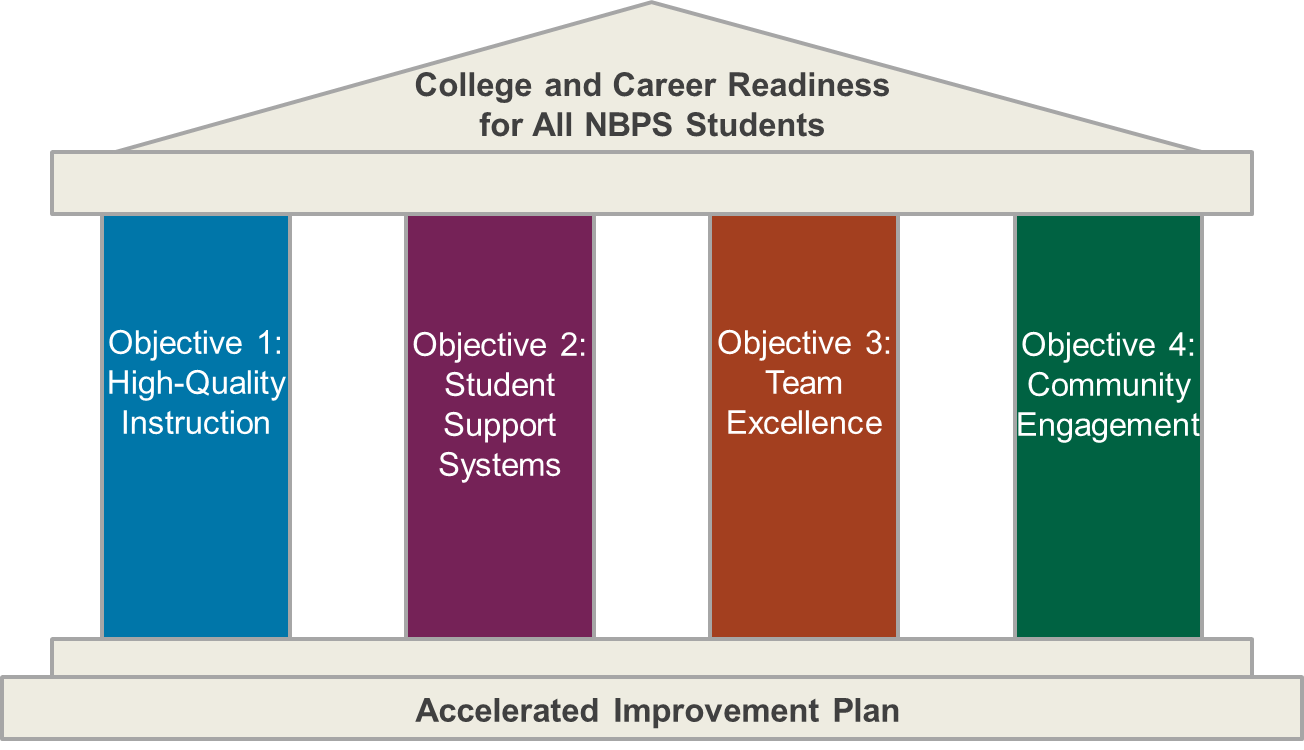 College and Career Readiness
for All NBPS Students
Objective 1:
High-Quality
Instruction
Objective 2:
Student
Support
Systems
Objective 3:
Team
Excellence
Objective 4:
Community
Engagement
Accelerated Improvement Plan